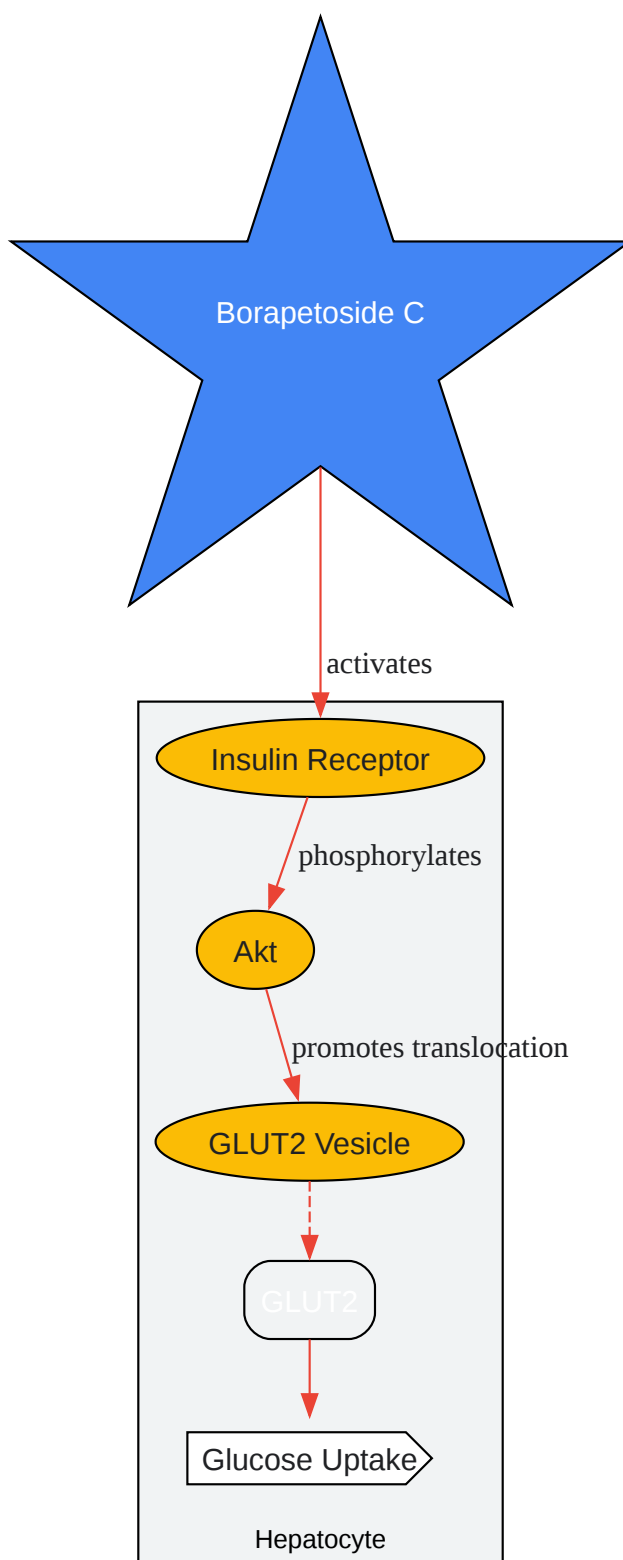 Borapetoside C
activates
Insulin Receptor
phosphorylates
Akt
promotes translocation
GLUT2 Vesicle
GLUT2
Glucose Uptake
Hepatocyte